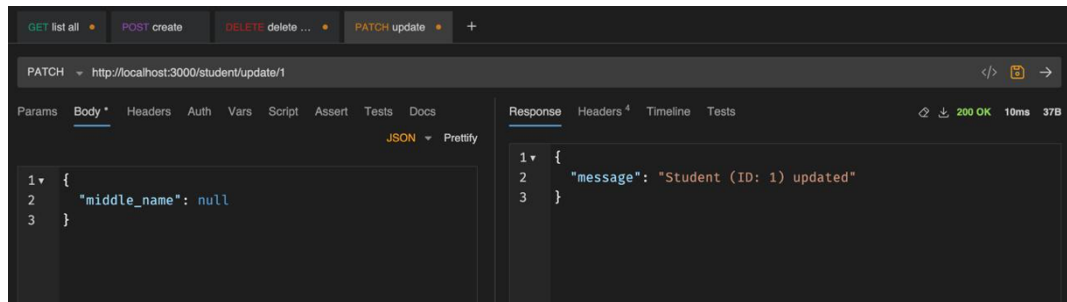 GET list all POST create DELETE delete ... PATCH update +
PATCH http://localhost:3000/student/update/1 </>
Params Body * Headers Auth Vars Script Assert Tests Docs
JSON Prettify
1 {
2 "middle_name": null
3 }
Response Headers 4 Timeline Tests 200 OK 10ms 37B
1 {
2 "message": "Student (ID: 1) updated"
3 }